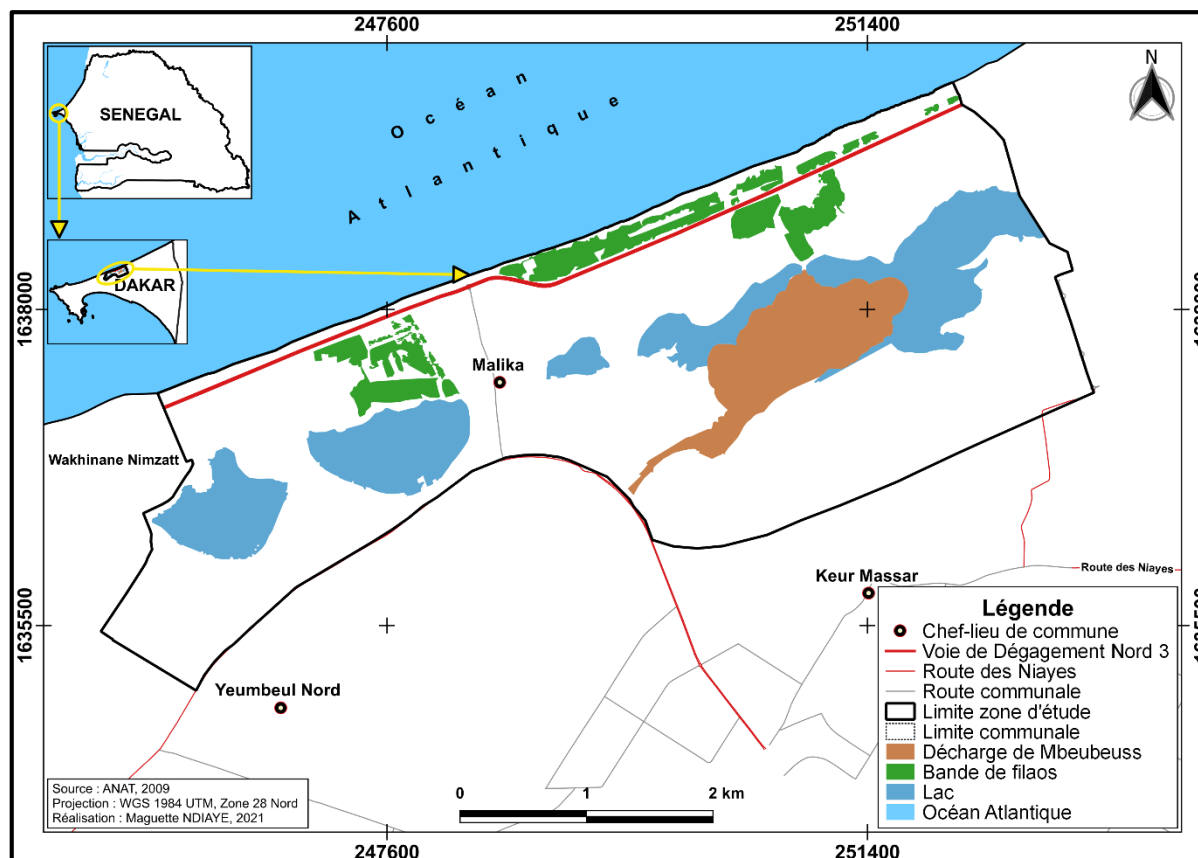 247600
251400
N
Océan
Atlantique
SENEGAL
DAKAR
1638000
Malika
Wakhinane Nimzatt
Keur Massar
Route des Niayes
1635500
Yeumbeul Nord
Légende
Chef-lieu de commune
Voie de Dégagement Nord 3
Route des Niayes
Route communale
Limite zone d'étude
Limite communale
Décharge de Mbeubeuss
Bande de filaos
Lac
Océan Atlantique
Source : ANAT, 2009
Projection : WGS 1984 UTM, Zone 28 Nord
Réalisation : Maguette NDIAYE, 2021
0 1 2 km
247600
251400